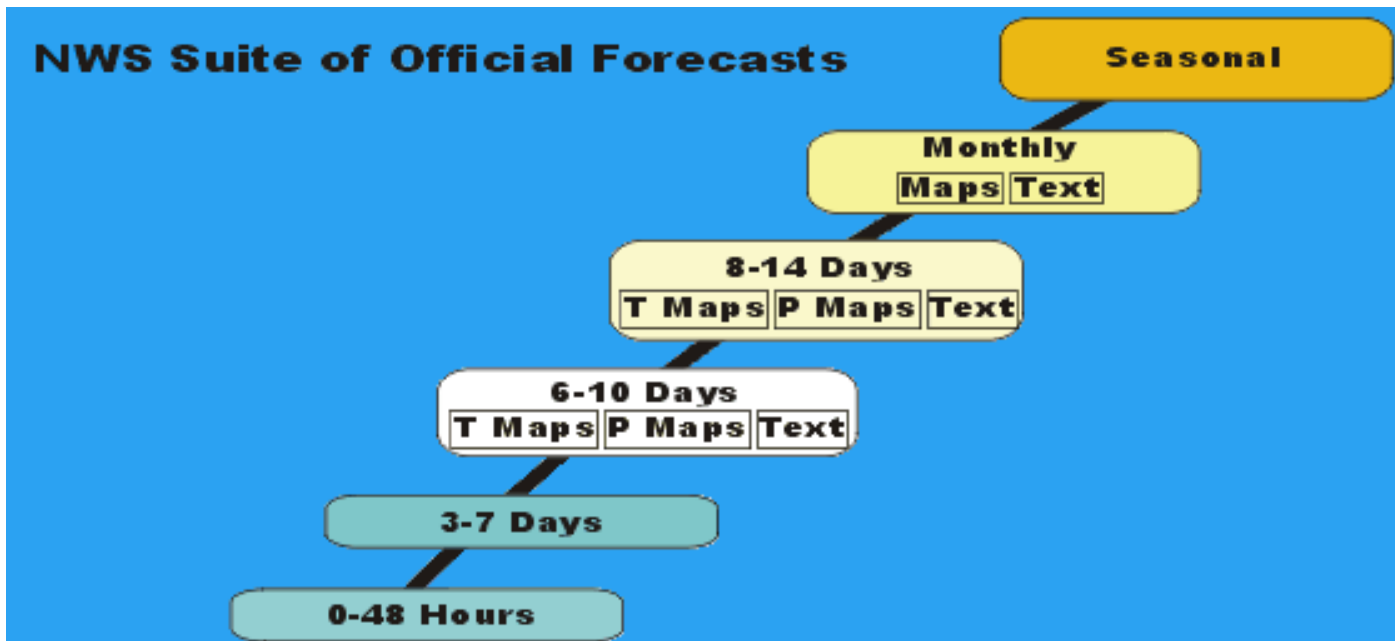 NWS Suite of Official Forecasts
Seasonal
Monthly
Maps Text
8-14 Days
T Maps P Maps Text
6-10 Days
T Maps P Maps Text
3-7 Days
0-48 Hours